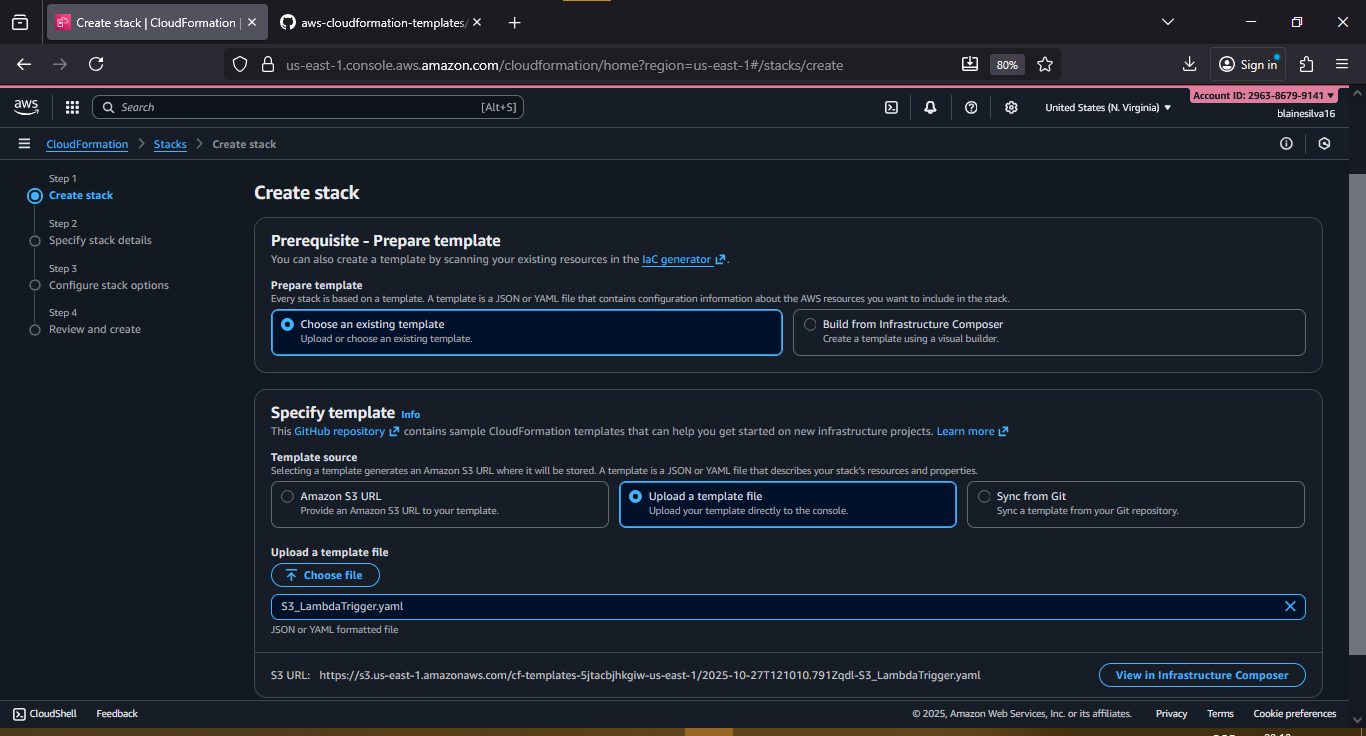 Create stack | CloudFormation |
aws-cloudformation-templates/
us-east-1.console.aws.amazon.com/cloudformation/home?region=us-east-1#/stacks/create
80%
Sign in
aws
Search
[Alt+S]
United States (N. Virginia)
Account ID: 2963-8679-9141
blainesilva16
CloudFormation
Stacks
Create stack
Step 1
Create stack
Step 2
Specify stack details
Step 3
Configure stack options
Step 4
Review and create
Create stack
Prerequisite - Prepare template
You can also create a template by scanning your existing resources in the IaC generator .
Prepare template
Every stack is based on a template. A template is a JSON or YAML file that contains configuration information about the AWS resources you want to include in the stack.
Choose an existing template
Upload or choose an existing template.
Build from Infrastructure Composer
Create a template using a visual builder.
Specify template Info
This GitHub repository contains sample CloudFormation templates that can help you get started on new infrastructure projects. Learn more
Template source
Selecting a template generates an Amazon S3 URL where it will be stored. A template is a JSON or YAML file that describes your stack's resources and properties.
Amazon S3 URL
Provide an Amazon S3 URL to your template.
Upload a template file
Upload your template directly to the console.
Sync from Git
Sync a template from your Git repository.
Upload a template file
Choose file
S3_LambdaTrigger.yaml
JSON or YAML formatted file
S3 URL: https://s3.us-east-1.amazonaws.com/cf-templates-5jtacbjhkgiw-us-east-1/2025-10-27T121010.791Zqdl-S3_LambdaTrigger.yaml
View in Infrastructure Composer
CloudShell
Feedback
© 2025, Amazon Web Services, Inc. or its affiliates.
Privacy
Terms
Cookie preferences